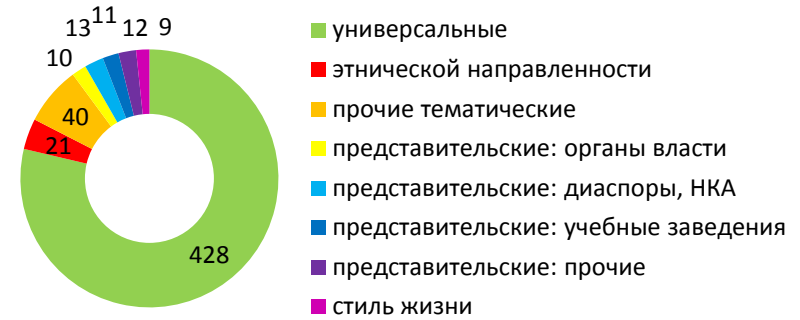 13 11 12 9
10
40
21
428
универсальные
этнической направленности
прочие тематические
представительские: органы власти
представительские: диаспоры, НКА
представительские: учебные заведения
представительские: прочие
стиль жизни